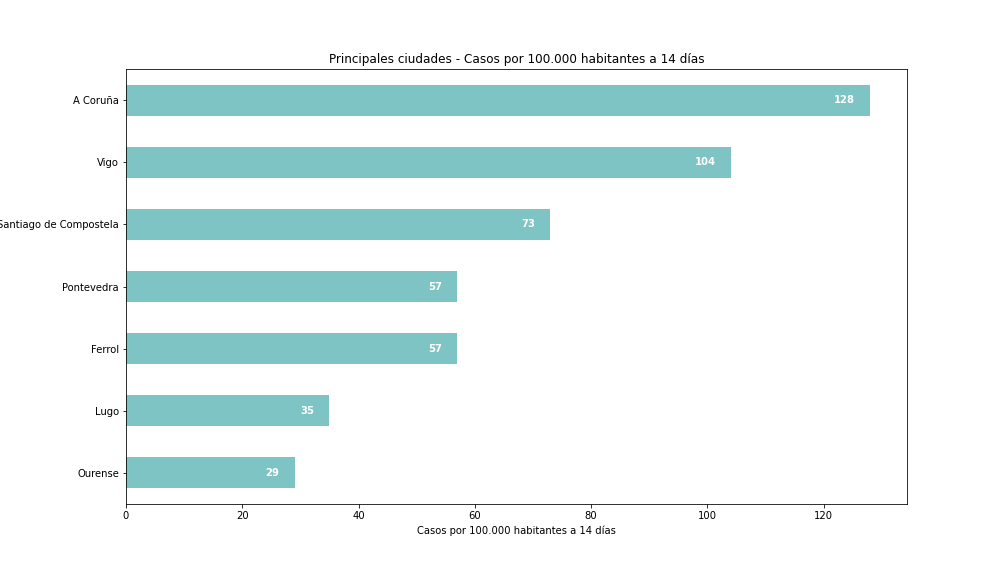 Principales ciudades - Casos por 100.000 habitantes a 14 días
A Coruña 128
Vigo 104
Santiago de Compostela 73
Pontevedra 57
Ferrol 57
Lugo 35
Ourense 29
0 20 40 60 80 100 120
Casos por 100.000 habitantes a 14 días